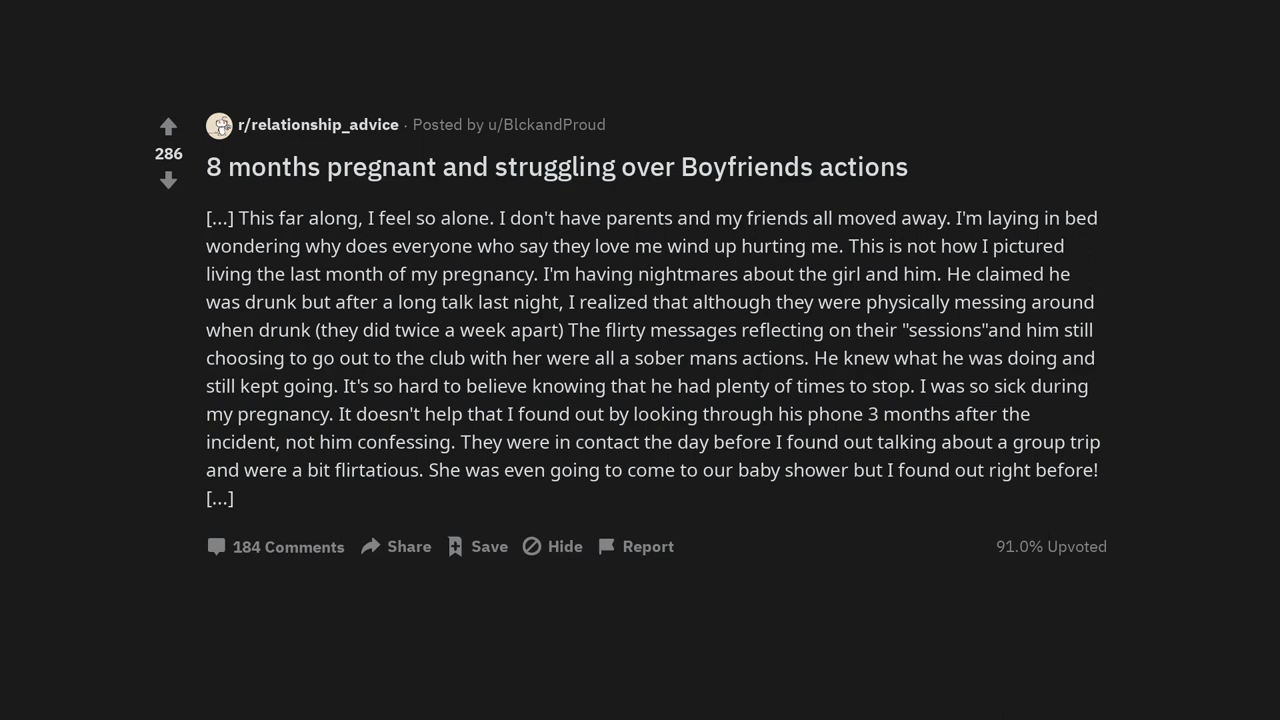 r/relationship_advice · Posted by u/BlckandProud
286
8 months pregnant and struggling over Boyfriends actions
[...] This far along, I feel so alone. I don't have parents and my friends all moved away. I'm laying in bed
wondering why does everyone who say they love me wind up hurting me. This is not how I pictured
living the last month of my pregnancy. I'm having nightmares about the girl and him. He claimed he
was drunk but after a long talk last night, I realized that although they were physically messing around
when drunk (they did twice a week apart) The flirty messages reflecting on their "sessions"and him still
choosing to go out to the club with her were all a sober mans actions. He knew what he was doing and
still kept going. It's so hard to believe knowing that he had plenty of times to stop. I was so sick during
my pregnancy. It doesn't help that I found out by looking through his phone 3 months after the
incident, not him confessing. They were in contact the day before I found out talking about a group trip
and were a bit flirtatious. She was even going to come to our baby shower but I found out right before!
[...]
184 Comments Share Save Hide Report 91.0% Upvoted